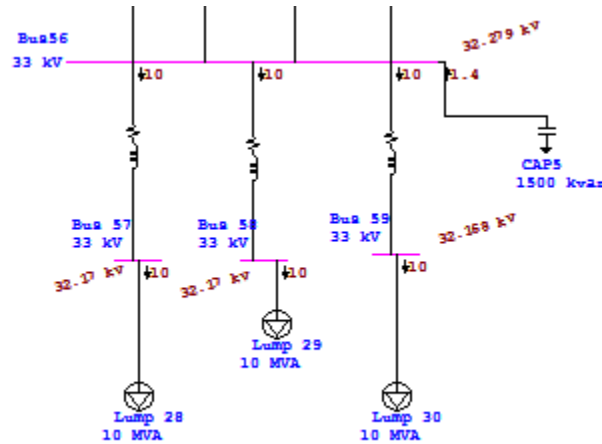 32.279 kV
Bus56
33 kV
10
10
10
1.4
CAP5
1500 kvar
Bus 57
33 kV
Bus 58
33 kV
Bus 59
33 kV
32.168 kV
32.17 kV
10
32.17 kV
10
10
Lump 29
10 MVA
Lump 28
10 MVA
Lump 30
10 MVA